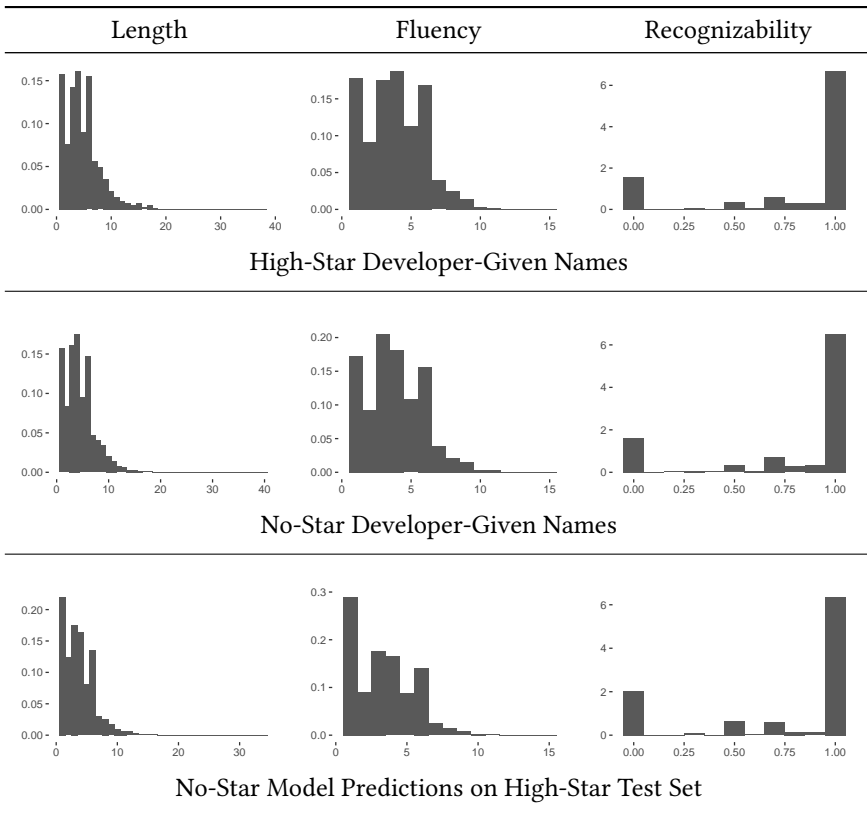 Length Fluency Recognizability
0.15
0.10
0.05
0.00
0 10 20 30 40
0.15
0.10
0.05
0.00
0 5 10 15
6
4
2
0
0.00 0.25 0.50 0.75 1.00
High-Star Developer-Given Names
0.15
0.10
0.05
0.00
0 10 20 30 40
0.20
0.15
0.10
0.05
0.00
0 5 10 15
6
4
2
0
0.00 0.25 0.50 0.75 1.00
No-Star Developer-Given Names
0.20
0.15
0.10
0.05
0.00
0 10 20 30
0.3
0.2
0.1
0.0
0 5 10 15
6
4
2
0
0.00 0.25 0.50 0.75 1.00
No-Star Model Predictions on High-Star Test Set